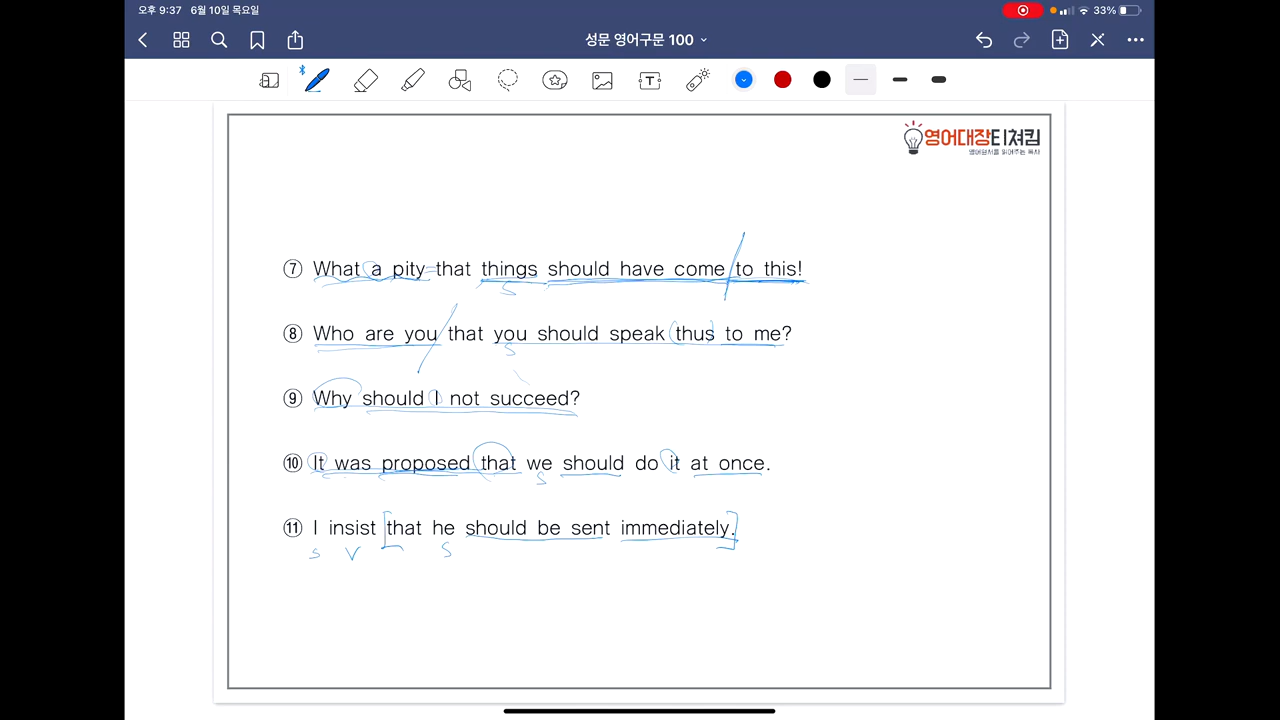 오후 9:37 6월 10일 목요일
33%
성문 영어구문 100
영어대장티쳐킴
⑦ What a pity that things should have come to this!
S
⑧ Who are you that you should speak (thus) to me?
S
⑨ Why should I not succeed?
⑩ It was proposed that we should do it at once.
S
⑪ I insist [that he should be sent immediately.]
S V S